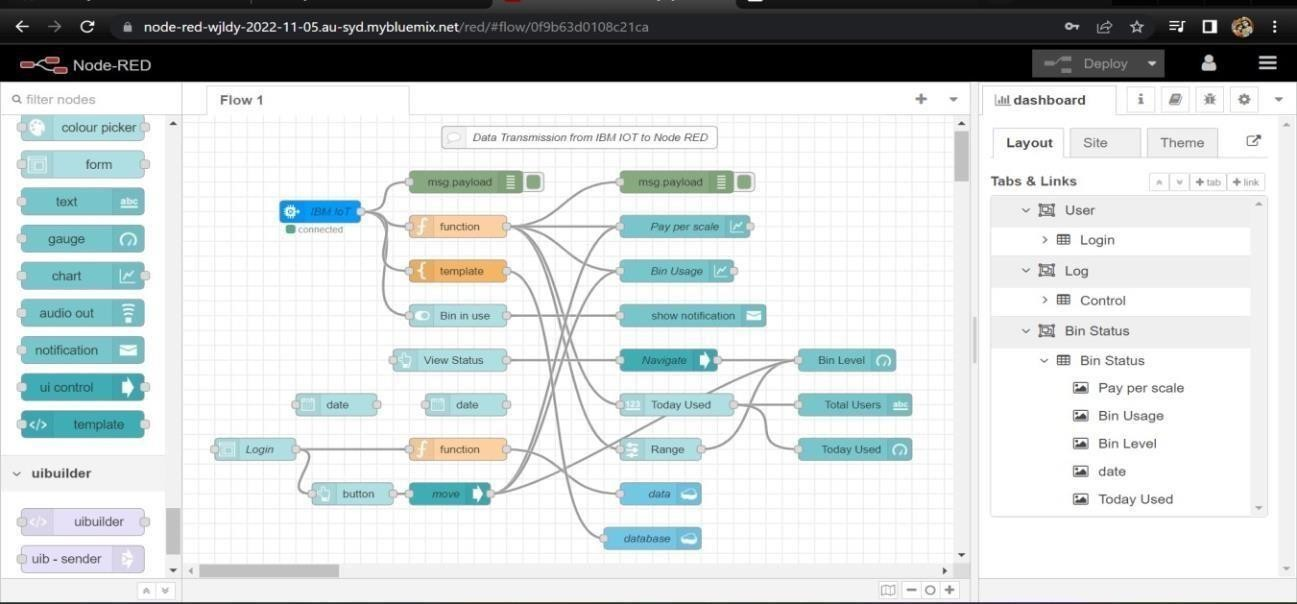 node-red-wjldy-2022-11-05.au-syd.mybluemix.net/red/#flow/0f9b63d0108c21ca
Node-RED
Deploy
filter nodes
colour picker
form
text
abc
gauge
chart
audio out
notification
ui control
</> template
uibuilder
</> uibuilder
uib - sender
Flow 1
Data Transmission from IBM IOT to Node RED
msg.payload
msg.payload
IBM IoT
connected
function
Pay per scale
template
Bin Usage
Bin in use
show notification
View Status
Navigate
Bin Level
date
date
123 Today Used
Total Users abc
Login
function
Range
Today Used
button
move
data
database
dashboard
i
Layout
Site
Theme
Tabs & Links
+ tab
+ link
User
Login
Log
Control
Bin Status
Bin Status
Pay per scale
Bin Usage
Bin Level
date
Today Used